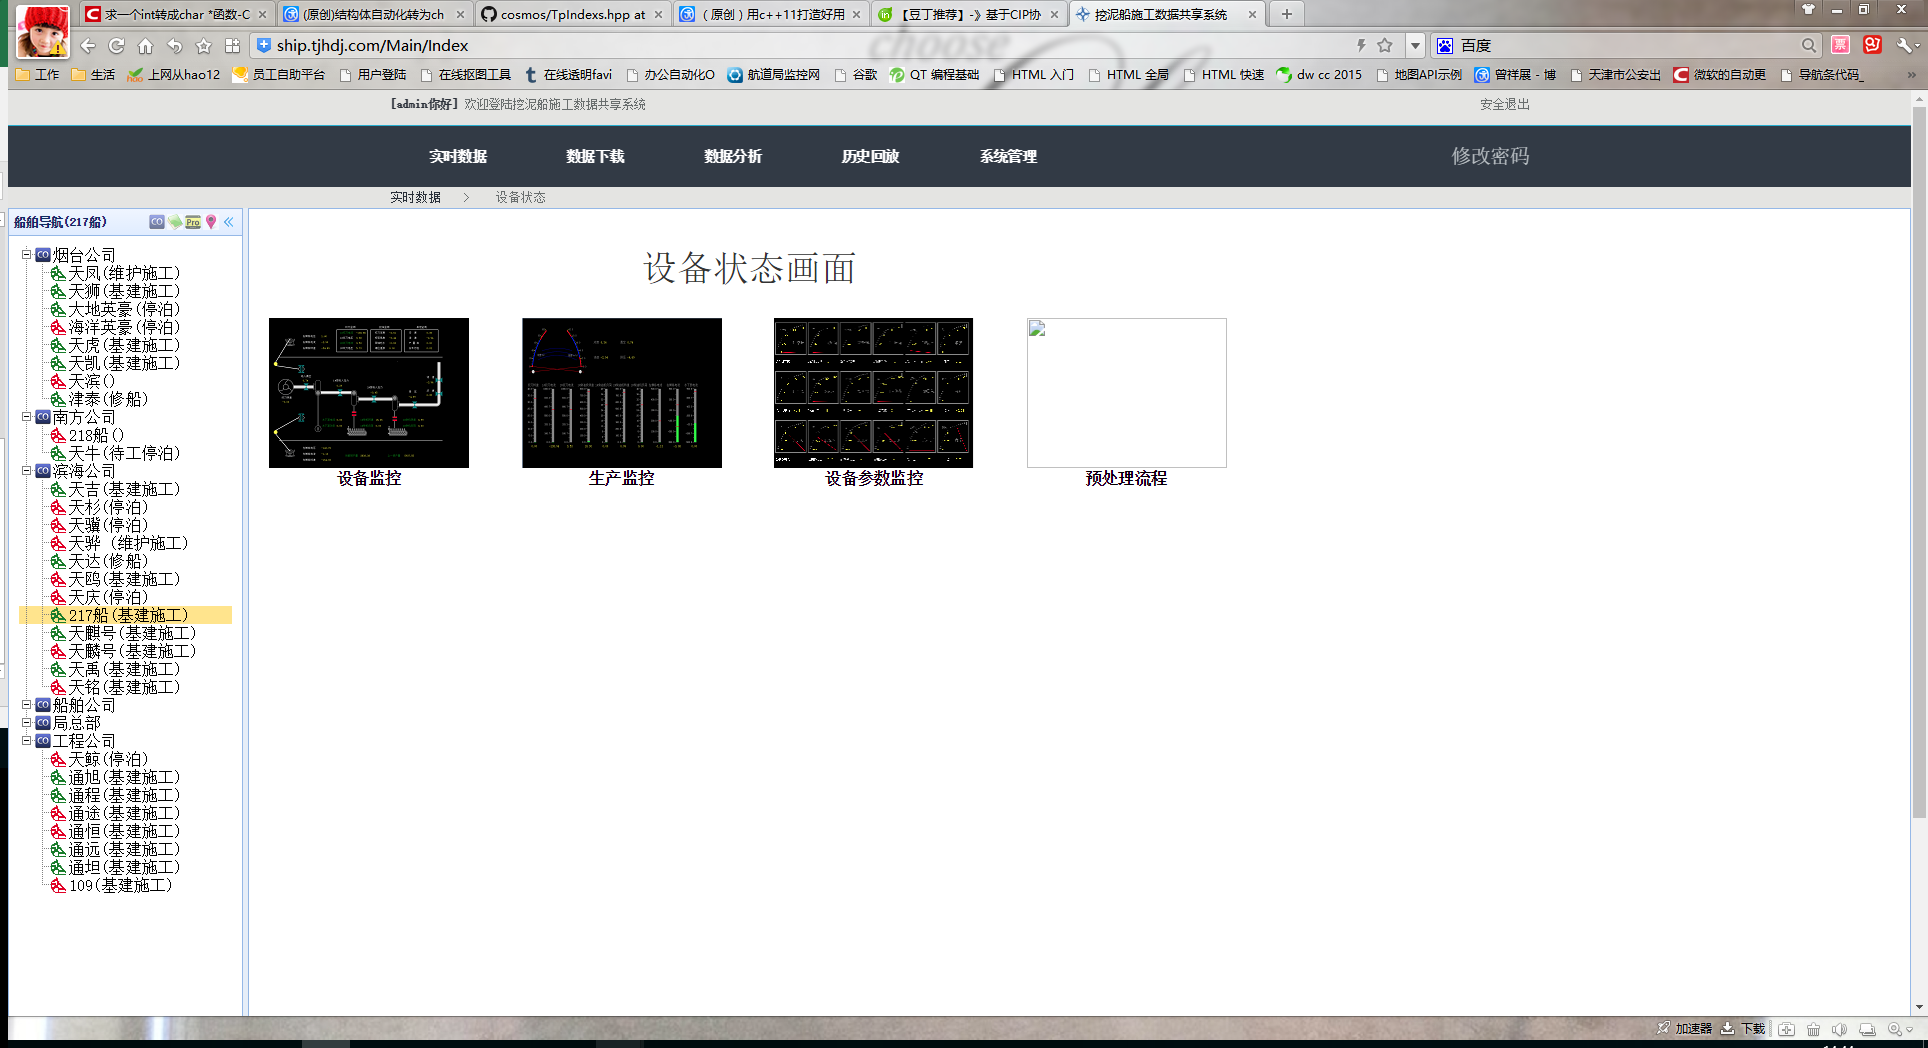 求一个int转成char *函数-C
(原创)结构体自动化转为ch
cosmos/TpIndexs.hpp at
（原创）用c++11打造好用
【豆丁推荐】-》基于CIP协
挖泥船施工数据共享系统
ship.tjhdj.com/Main/Index
百度
工作
生活
上网从hao12
员工自助平台
用户登陆
在线抠图工具
在线透明favi
办公自动化O
航道局监控网
谷歌
QT 编程基础
HTML 入门
HTML 全局
HTML 快速
dw cc 2015
地图API示例
曾祥展 - 博
天津市公安出
微软的自动更
导航条代码_
[admin你好] 欢迎登陆挖泥船施工数据共享系统
安全退出
实时数据
数据下载
数据分析
历史回放
系统管理
修改密码
实时数据 > 设备状态
船舶导航(217船)
烟台公司
天凤(维护施工)
天狮(基建施工)
大地英豪(停泊)
海洋英豪(停泊)
天虎(基建施工)
天凯(基建施工)
天滨()
津泰(修船)
南方公司
218船()
天牛(待工停泊)
滨海公司
天吉(基建施工)
天杉(停泊)
天骥(停泊)
天骅 (维护施工)
天达(修船)
天鸥(基建施工)
天庆(停泊)
217船(基建施工)
天麒号(基建施工)
天麟号(基建施工)
天禹(基建施工)
天铭(基建施工)
船舶公司
局总部
工程公司
天鲸(停泊)
通旭(基建施工)
通程(基建施工)
通途(基建施工)
通恒(基建施工)
通远(基建施工)
通坦(基建施工)
109(基建施工)
设备状态画面
设备监控
生产监控
设备参数监控
预处理流程
加速器
下载